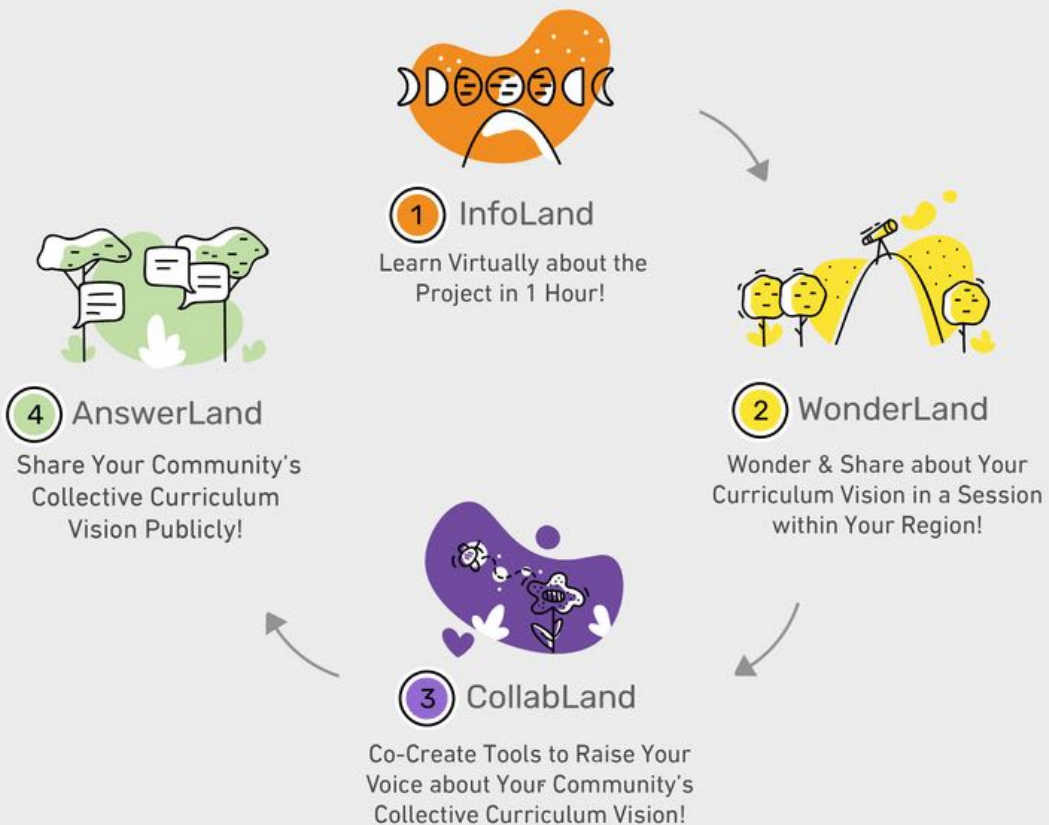 1 InfoLand
Learn Virtually about the
Project in 1 Hour!
2 WonderLand
Wonder & Share about Your
Curriculum Vision in a Session
within Your Region!
3 CollabLand
Co-Create Tools to Raise Your
Voice about Your Community's
Collective Curriculum Vision!
4 AnswerLand
Share Your Community's
Collective Curriculum
Vision Publicly!